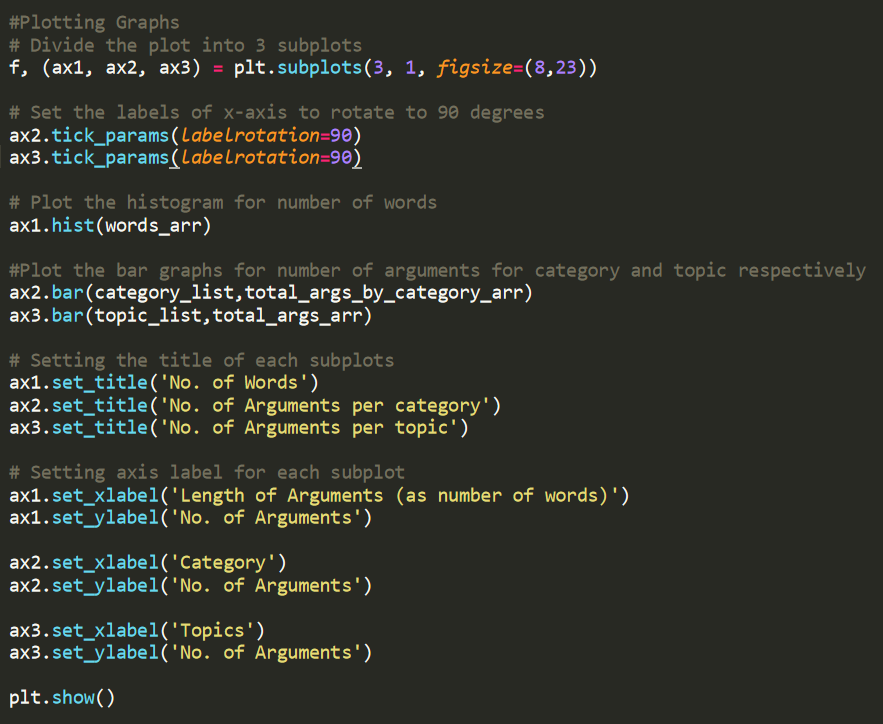 #Plotting Graphs
# Divide the plot into 3 subplots
f, (ax1, ax2, ax3) = plt.subplots(3, 1, figsize=(8,23))
# Set the labels of x-axis to rotate to 90 degrees
ax2.tick_params(labelrotation=90)
ax3.tick_params(labelrotation=90)
# Plot the histogram for number of words
ax1.hist(words_arr)
#Plot the bar graphs for number of arguments for category and topic respectively
ax2.bar(category_list,total_args_by_category_arr)
ax3.bar(topic_list,total_args_arr)
# Setting the title of each subplots
ax1.set_title('No. of Words')
ax2.set_title('No. of Arguments per category')
ax3.set_title('No. of Arguments per topic')
# Setting axis label for each subplot
ax1.set_xlabel('Length of Arguments (as number of words)')
ax1.set_ylabel('No. of Arguments')
ax2.set_xlabel('Category')
ax2.set_ylabel('No. of Arguments')
ax3.set_xlabel('Topics')
ax3.set_ylabel('No. of Arguments')
plt.show()